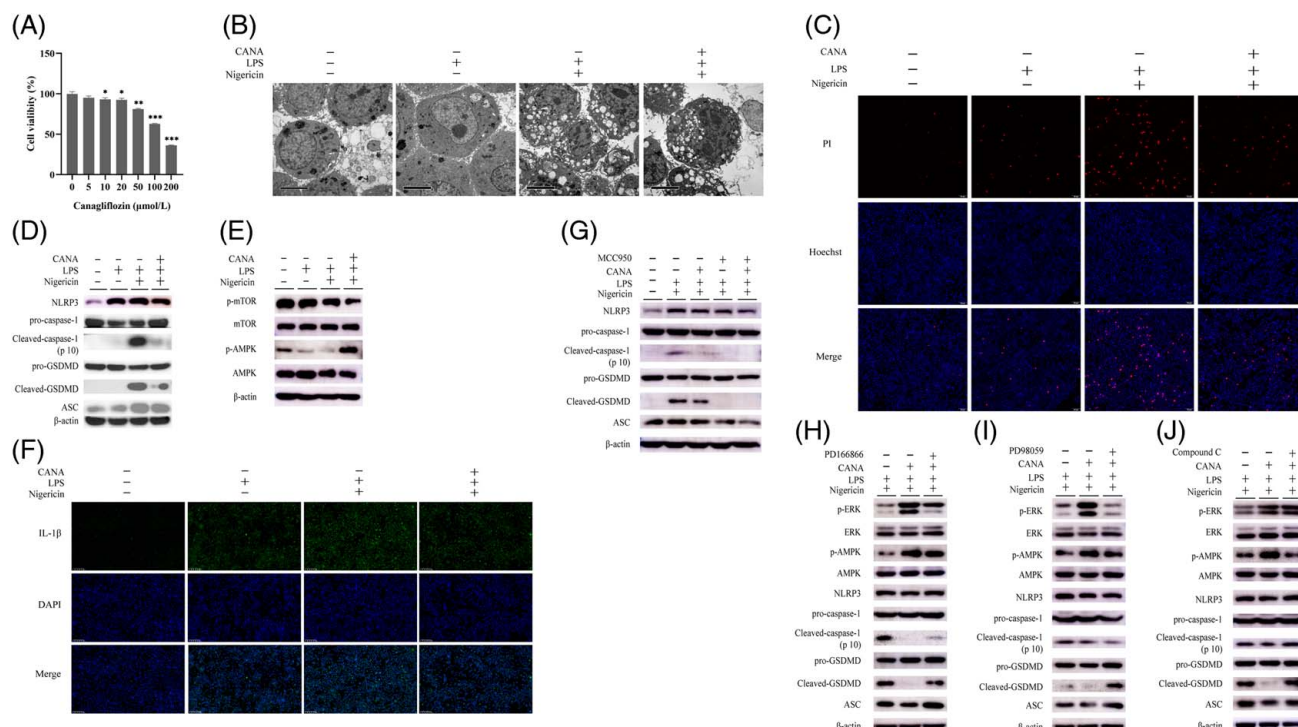 (A)
150
100
50
0
Cell vialibity (%)
* * ** *** ***
0 5 10 20 50 100 200
Canagliflozin (μmol/L)
(B)
CANA − − − +
LPS − + + +
Nigericin − − + +
(C)
CANA − − − +
LPS − + + +
Nigericin − − + +
PI
Hoechst
Merge
(D)
CANA − − − +
LPS − + + +
Nigericin − − + +
NLRP3
pro-caspase-1
Cleaved-caspase-1
(p 10)
pro-GSDMD
Cleaved-GSDMD
ASC
β-actin
(E)
CANA − − − +
LPS − + + +
Nigericin − − + +
p-mTOR
mTOR
p-AMPK
AMPK
β-actin
(F)
CANA − − − +
LPS − + + +
Nigericin − − + +
IL-1β
DAPI
Merge
(G)
MCC950 − − − + +
CANA − − + − +
LPS − + + + +
Nigericin − + + + +
NLRP3
pro-caspase-1
Cleaved-caspase-1
(p 10)
pro-GSDMD
Cleaved-GSDMD
ASC
β-actin
(H)
PD166866 − − +
CANA − + +
LPS + + +
Nigericin + + +
p-ERK
ERK
p-AMPK
AMPK
NLRP3
pro-caspase-1
Cleaved-caspase-1
(p 10)
pro-GSDMD
Cleaved-GSDMD
ASC
β-actin
(I)
PD98059 − − +
CANA − + +
LPS + + +
Nigericin + + +
p-ERK
ERK
p-AMPK
AMPK
NLRP3
pro-caspase-1
Cleaved-caspase-1
(p 10)
pro-GSDMD
Cleaved-GSDMD
ASC
β-actin
(J)
Compound C − − +
CANA − + +
LPS + + +
Nigericin + + +
p-ERK
ERK
p-AMPK
AMPK
NLRP3
pro-caspase-1
Cleaved-caspase-1
(p 10)
pro-GSDMD
Cleaved-GSDMD
ASC
β-actin